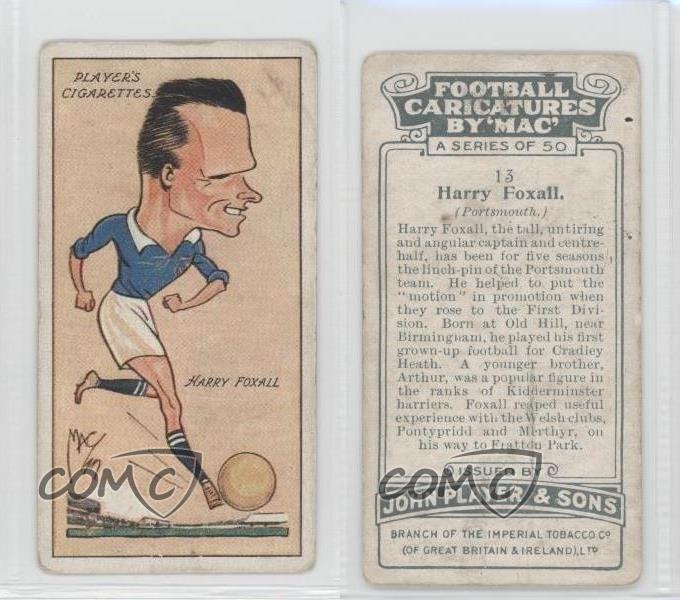 PLAYER'S
CIGARETTES.
HARRY FOXALL
MAC
COMC
FOOTBALL
CARICATURES
BY 'MAC'
A SERIES OF 50
13
Harry Foxall.
(Portsmouth.)
Harry Foxall, the tall, untiring
and angular captain and centre-
half, has been for five seasons
the linch-pin of the Portsmouth
team. He helped to put the
"motion" in promotion when
they rose to the First Divi-
sion. Born at Old Hill, near
Birmingham, he played his first
grown-up football for Cradley
Heath. A younger brother,
Arthur, was a popular figure in
the ranks of Kidderminster
harriers. Foxall reaped useful
experience with the Welsh clubs,
Pontypridd and Merthyr, on
his way to Fratton Park.
COMC
ISSUED BY
JOHN PLAYER & SONS
BRANCH OF THE IMPERIAL TOBACCO Co
(OF GREAT BRITAIN & IRELAND), LTD